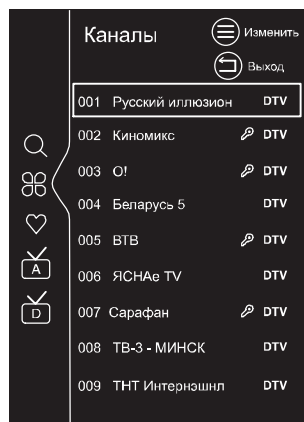 Каналы
Изменить
Выход
001 Русский иллюзион DTV
002 Киномикс DTV
003 О! DTV
004 Беларусь 5 DTV
005 ВТВ DTV
006 ЯСНАе TV DTV
007 Сарафан DTV
008 ТВ-3 - МИНСК DTV
009 ТНТ Интернэшнл DTV
A
D